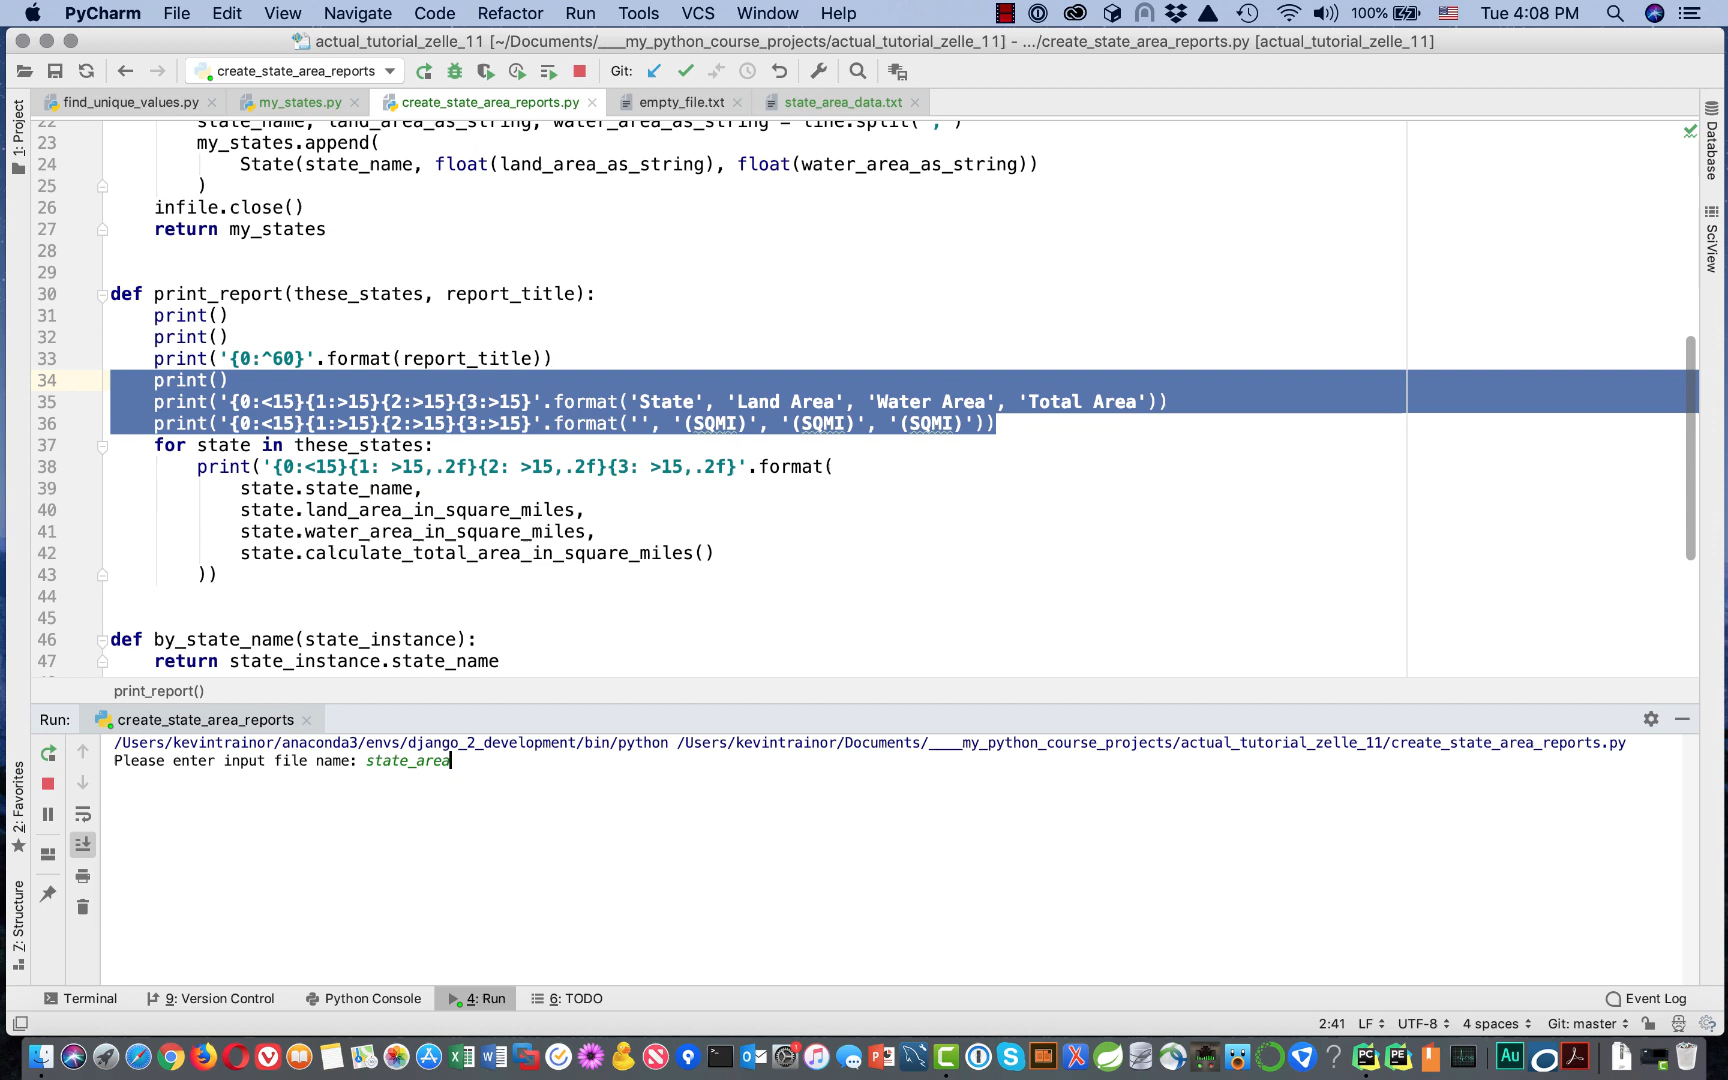 PyCharm File Edit View Navigate Code Refactor Run Tools VCS Window Help 100% Tue 4:08 PM
actual_tutorial_zelle_11 [~/Documents/____my_python_course_projects/actual_tutorial_zelle_11] - .../create_state_area_reports.py [actual_tutorial_zelle_11]
create_state_area_reports Git:
find_unique_values.py my_states.py create_state_area_reports.py empty_file.txt state_area_data.txt
1: Project
Database
SciView
22 state_name, land_area_as_string, water_area_as_string = line.split(',')
23 my_states.append(
24 State(state_name, float(land_area_as_string), float(water_area_as_string))
25 )
26 infile.close()
27 return my_states
28
29
30 def print_report(these_states, report_title):
31 print()
32 print()
33 print('{0:^60}'.format(report_title))
34 print()
35 print('{0:<15}{1:>15}{2:>15}{3:>15}'.format('State', 'Land Area', 'Water Area', 'Total Area'))
36 print('{0:<15}{1:>15}{2:>15}{3:>15}'.format('', '(SQMI)', '(SQMI)', '(SQMI)'))
37 for state in these_states:
38 print('{0:<15}{1: >15,.2f}{2: >15,.2f}{3: >15,.2f}'.format(
39 state.state_name,
40 state.land_area_in_square_miles,
41 state.water_area_in_square_miles,
42 state.calculate_total_area_in_square_miles()
43 ))
44
45
46 def by_state_name(state_instance):
47 return state_instance.state_name
print_report()
Run: create_state_area_reports
/Users/kevintrainor/anaconda3/envs/django_2_development/bin/python /Users/kevintrainor/Documents/____my_python_course_projects/actual_tutorial_zelle_11/create_state_area_reports.py
Please enter input file name: state_area
2: Favorites
7: Structure
Terminal 9: Version Control Python Console 4: Run 6: TODO Event Log
2:41 LF UTF-8 4 spaces Git: master